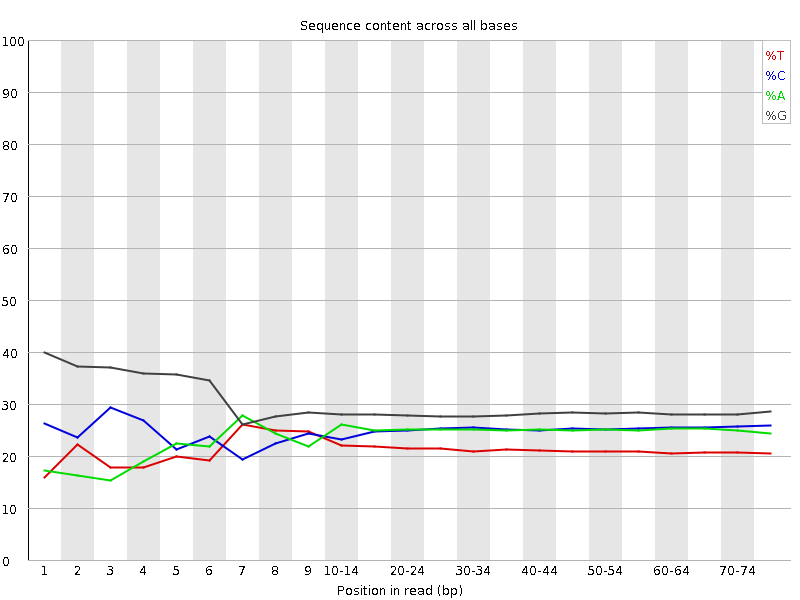 Sequence content across all bases
100
90
80
70
60
50
40
30
20
10
0
%T
%C
%A
%G
1 2 3 4 5 6 7 8 9 10-14 20-24 30-34 40-44 50-54 60-64 70-74
Position in read (bp)